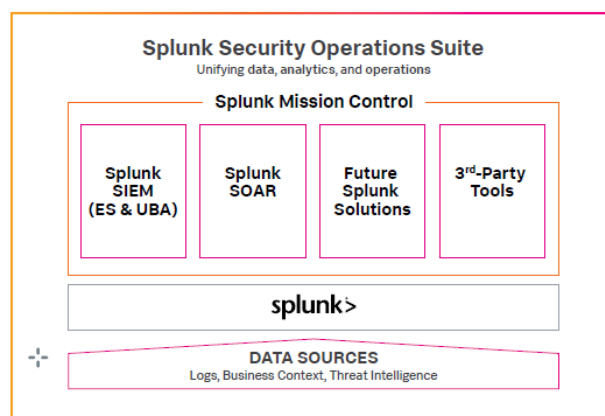 Splunk Security Operations Suite
Unifying data, analytics, and operations
Splunk Mission Control
Splunk
SIEM
(ES & UBA)
Splunk
SOAR
Future
Splunk
Solutions
3rd-Party
Tools
splunk>
DATA SOURCES
Logs, Business Context, Threat Intelligence